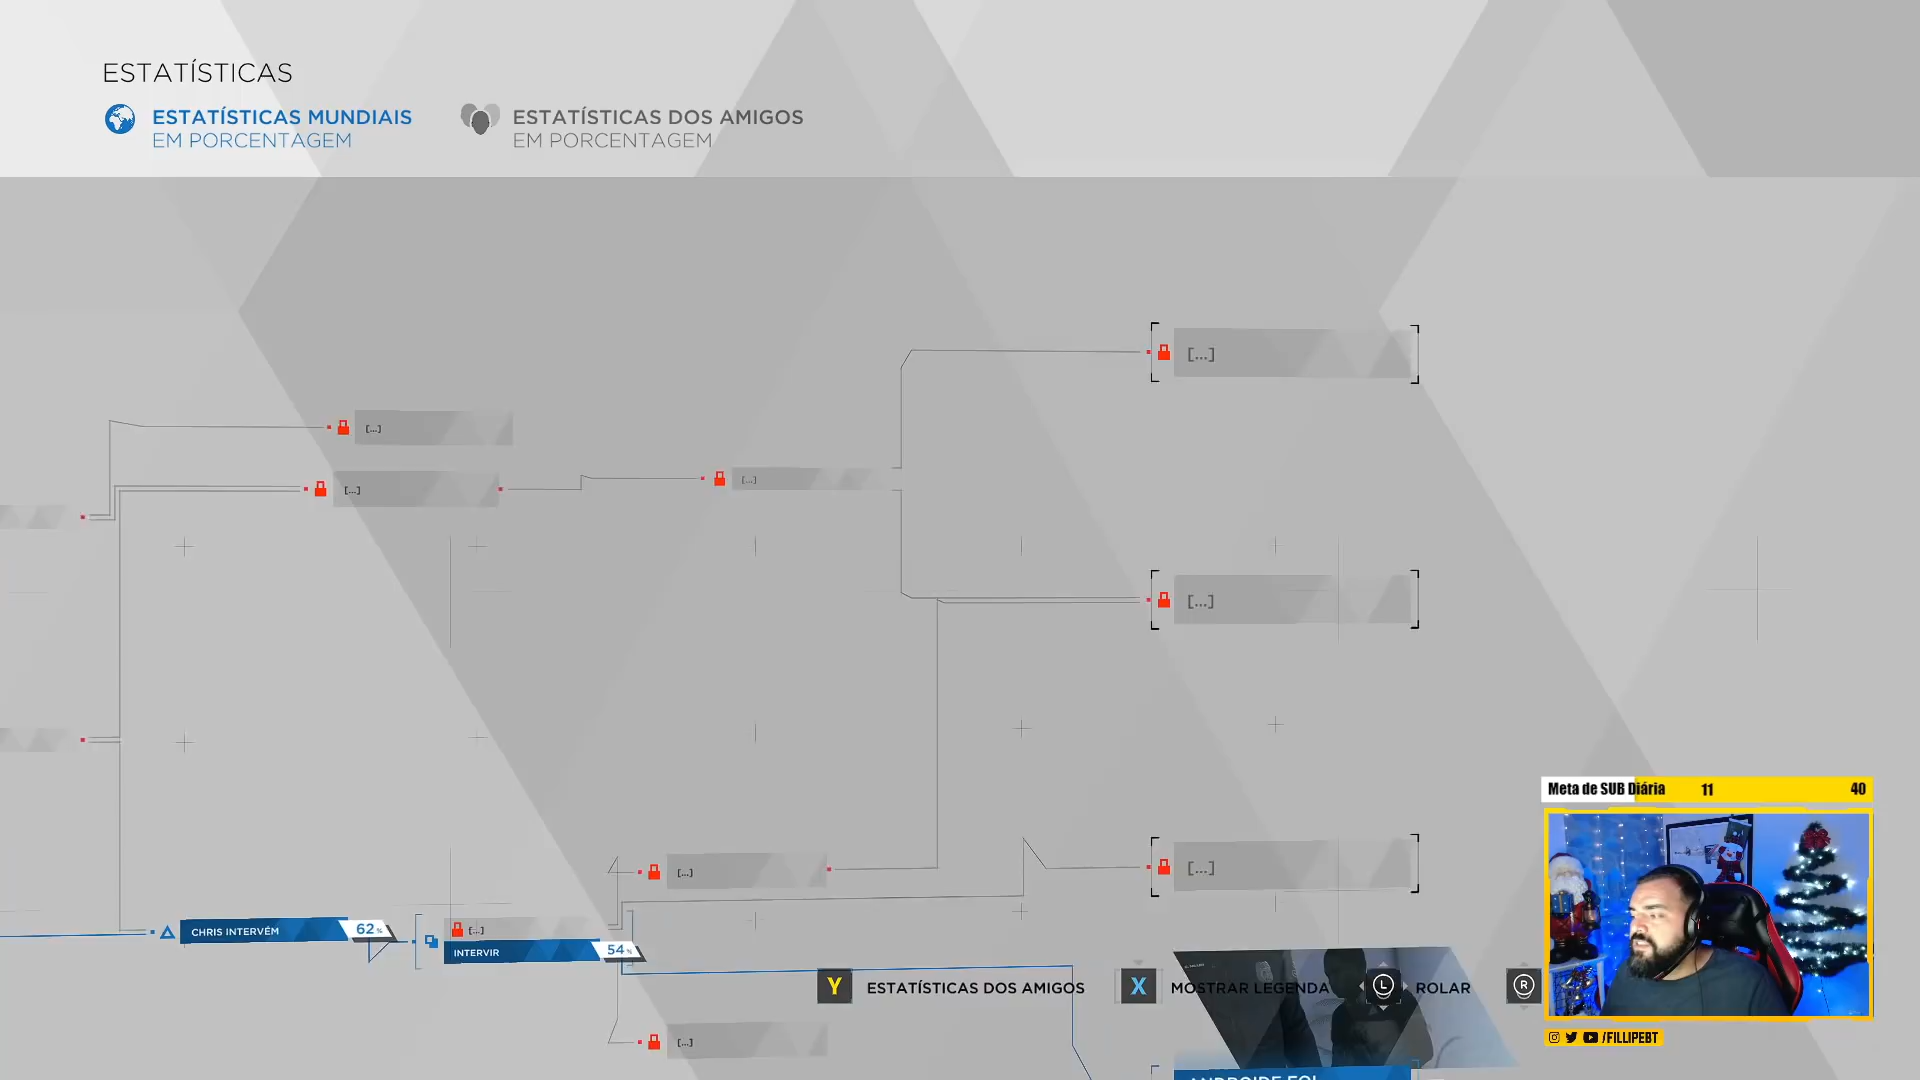 ESTATÍSTICAS
ESTATÍSTICAS MUNDIAIS
EM PORCENTAGEM
ESTATÍSTICAS DOS AMIGOS
EM PORCENTAGEM
[...]
[...]
[...]
[...]
[...]
Meta de SUB Diária 11 40
[...]
[...]
CHRIS INTERVÉM 62%
[...]
INTERVIR 54%
Y ESTATÍSTICAS DOS AMIGOS
X MOSTRAR LEGENDA
L ROLAR
R
[...]
/FILLIPEBT